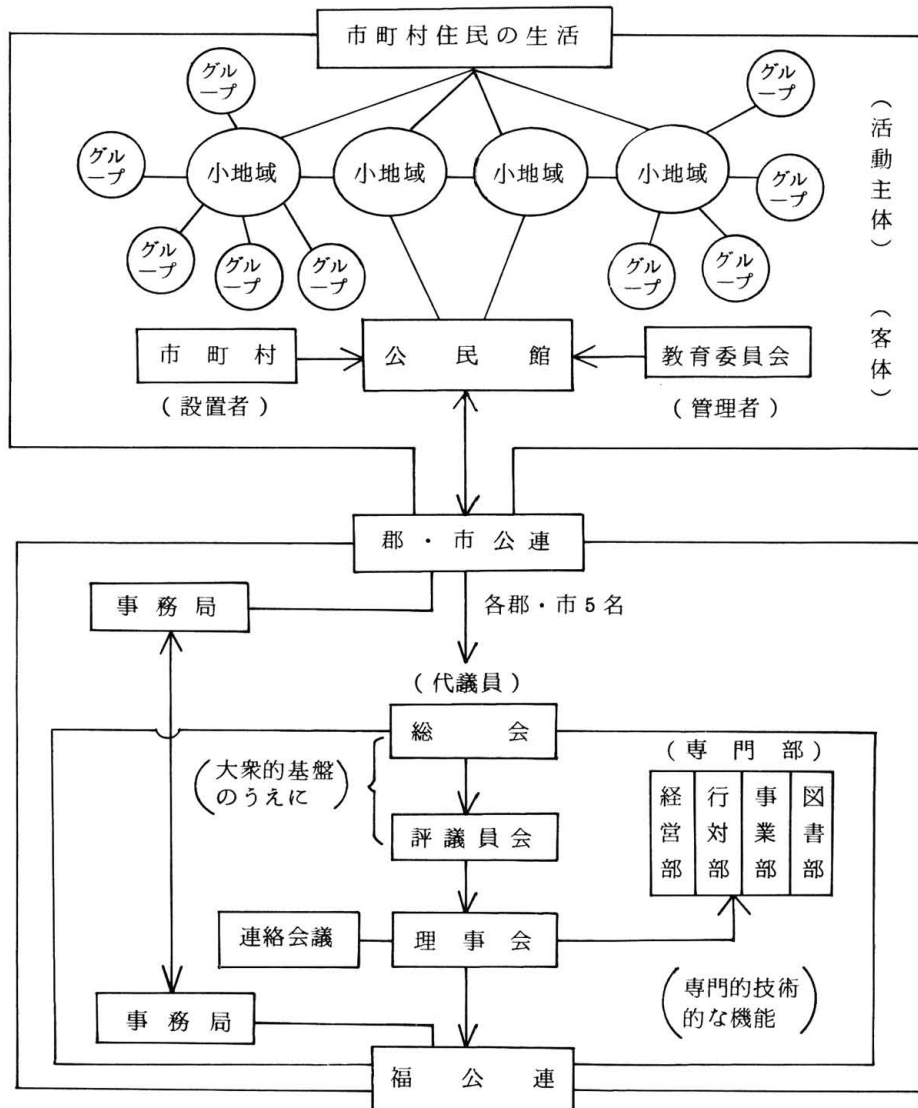 市町村住民の生活
グル
ープ
グル
ープ
グル
ープ
グル
ープ
グル
ープ
小地域
小地域
小地域
小地域
グル
ープ
グル
ープ
グル
ープ
グル
ープ
(活動主体)
市町村
(設置者)
公民館
教育委員会
(管理者)
(客体)
郡・市公連
事務局
各郡・市5名
(代議員)
総会
(大衆的基盤
のうえに)
評議員会
(専門部)
経営部
行対部
事業部
図書部
連絡会議
理事会
(専門的技術
的な機能)
事務局
福公連